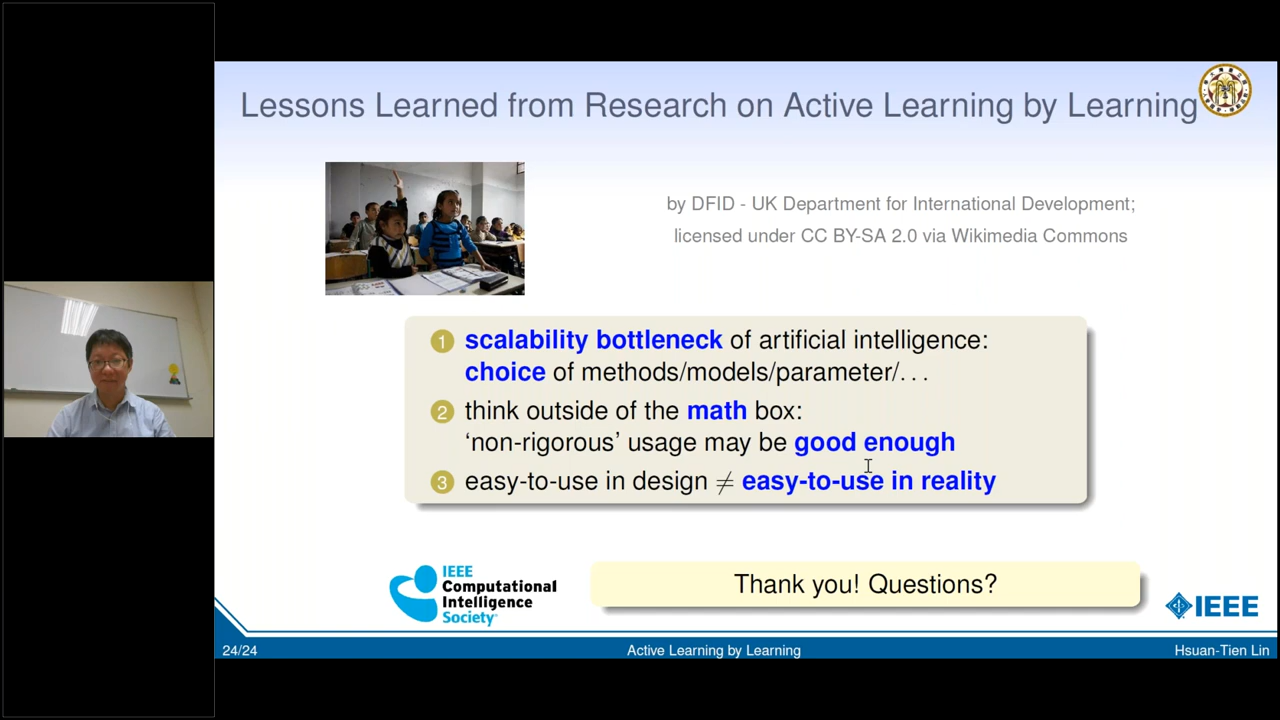 Lessons Learned from Research on Active Learning by Learning
by DFID - UK Department for International Development;
licensed under CC BY-SA 2.0 via Wikimedia Commons
1 scalability bottleneck of artificial intelligence:
choice of methods/models/parameter/...
2 think outside of the math box:
‘non-rigorous’ usage may be good enough
3 easy-to-use in design ≠ easy-to-use in reality
IEEE
Computational
Intelligence
Society
Thank you! Questions?
IEEE
24/24
Active Learning by Learning
Hsuan-Tien Lin